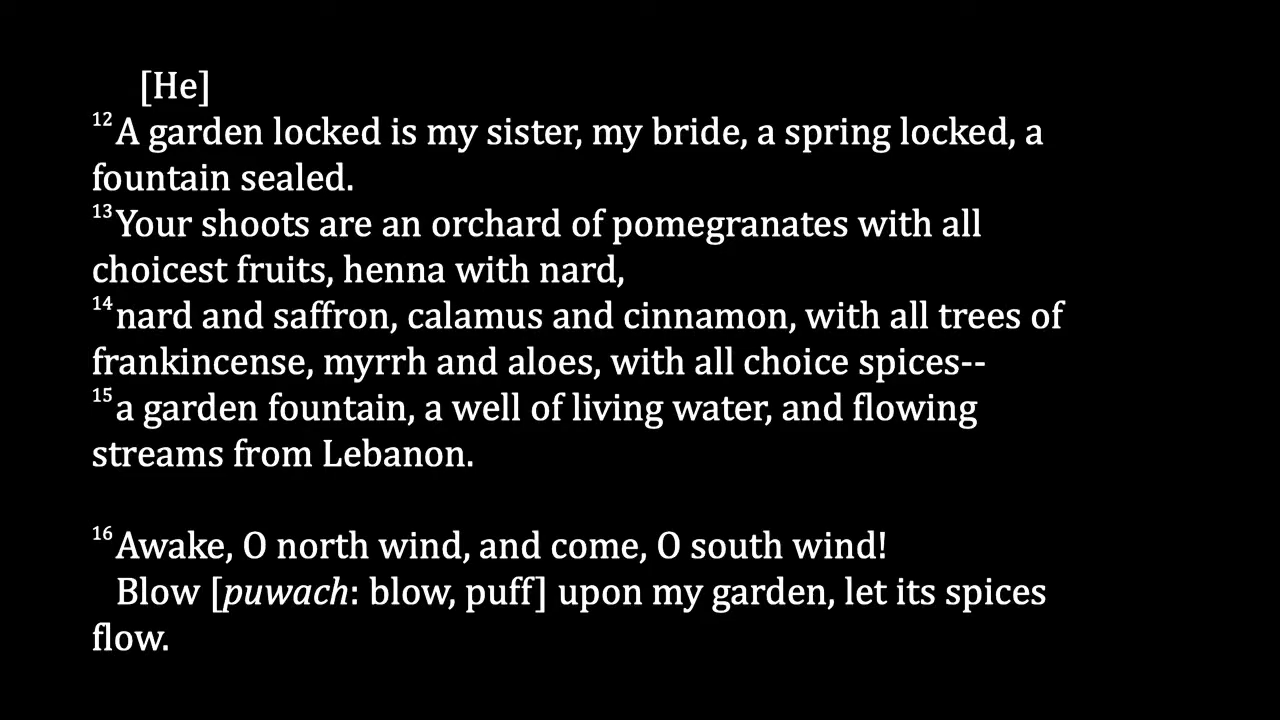 [He]
12A garden locked is my sister, my bride, a spring locked, a
fountain sealed.
13Your shoots are an orchard of pomegranates with all
choicest fruits, henna with nard,
14nard and saffron, calamus and cinnamon, with all trees of
frankincense, myrrh and aloes, with all choice spices--
15a garden fountain, a well of living water, and flowing
streams from Lebanon.
16Awake, O north wind, and come, O south wind!
Blow [puwach: blow, puff] upon my garden, let its spices
flow.